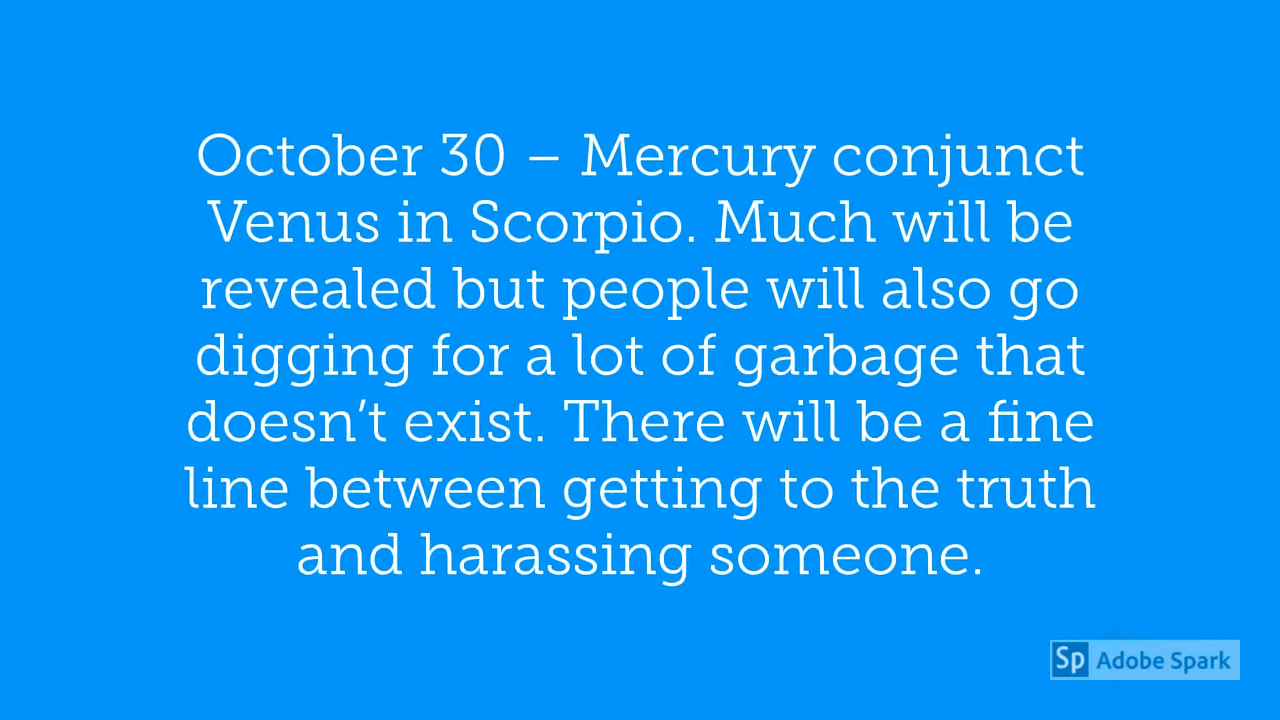 October 30 – Mercury conjunct
Venus in Scorpio. Much will be
revealed but people will also go
digging for a lot of garbage that
doesn’t exist. There will be a fine
line between getting to the truth
and harassing someone.
Sp Adobe Spark